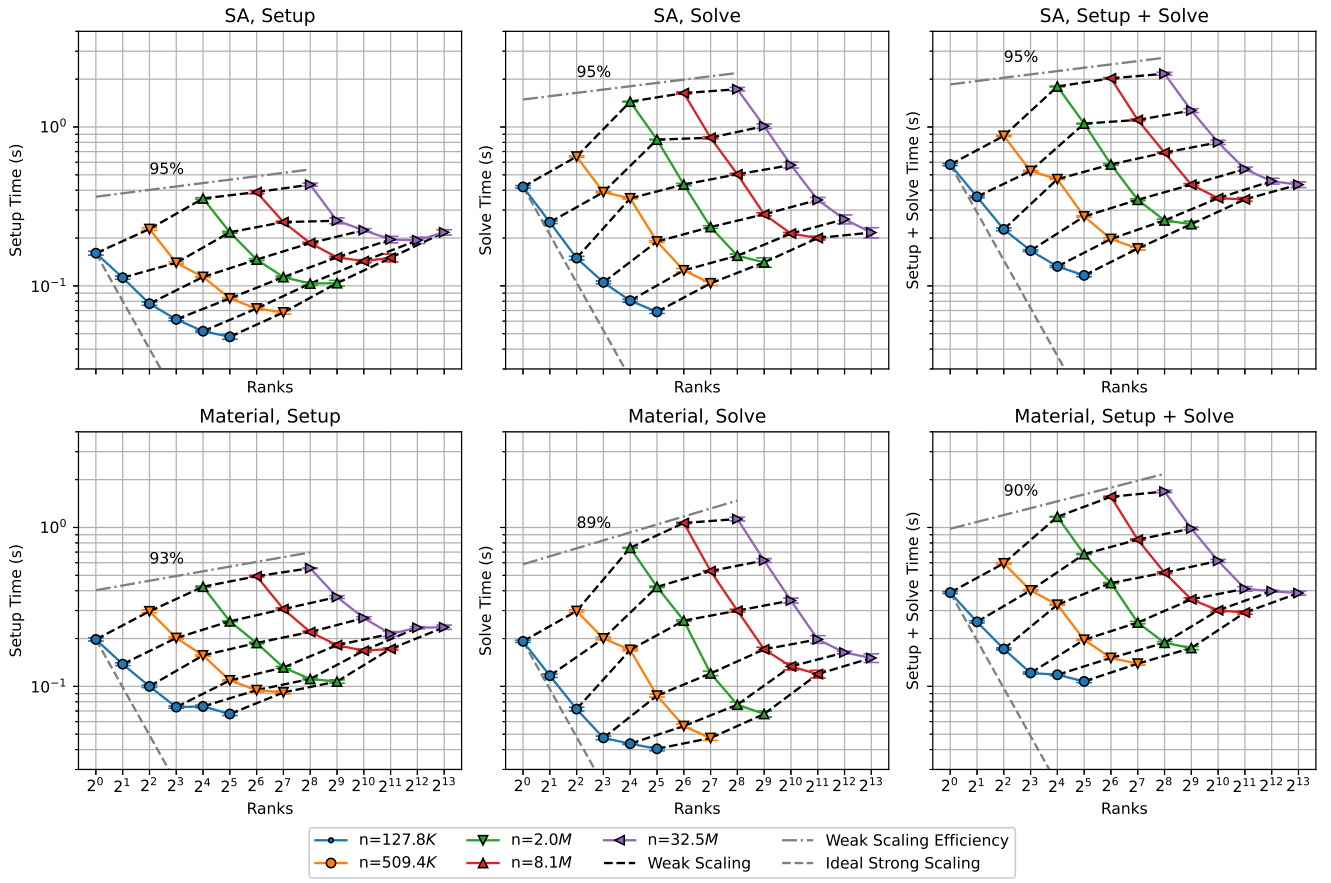 SA, Setup
SA, Solve
SA, Setup + Solve
Setup Time (s)
10⁰
10⁻¹
95%
Ranks
Solve Time (s)
95%
Ranks
Setup + Solve Time (s)
95%
Ranks
Material, Setup
Material, Solve
Material, Setup + Solve
Setup Time (s)
10⁰
10⁻¹
93%
2⁰ 2¹ 2² 2³ 2⁴ 2⁵ 2⁶ 2⁷ 2⁸ 2⁹ 2¹⁰ 2¹¹ 2¹² 2¹³
Ranks
Solve Time (s)
89%
2⁰ 2¹ 2² 2³ 2⁴ 2⁵ 2⁶ 2⁷ 2⁸ 2⁹ 2¹⁰ 2¹¹ 2¹² 2¹³
Ranks
Setup + Solve Time (s)
90%
2⁰ 2¹ 2² 2³ 2⁴ 2⁵ 2⁶ 2⁷ 2⁸ 2⁹ 2¹⁰ 2¹¹ 2¹² 2¹³
Ranks
n=127.8K
n=509.4K
n=2.0M
n=8.1M
n=32.5M
Weak Scaling
Weak Scaling Efficiency
Ideal Strong Scaling